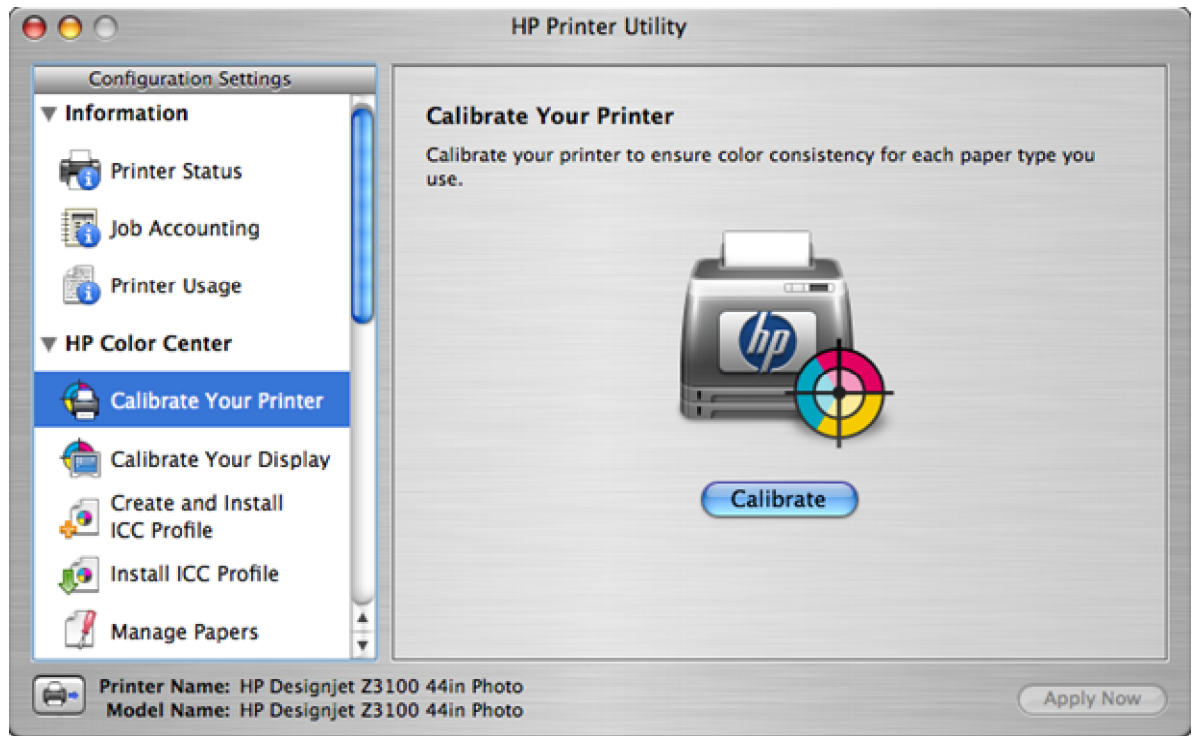 HP Printer Utility
Configuration Settings
Information
Printer Status
Job Accounting
Printer Usage
HP Color Center
Calibrate Your Printer
Calibrate Your Display
Create and Install
ICC Profile
Install ICC Profile
Manage Papers
Calibrate Your Printer
Calibrate your printer to ensure color consistency for each paper type you
use.
hp
Calibrate
Printer Name: HP Designjet Z3100 44in Photo
Model Name: HP Designjet Z3100 44in Photo
Apply Now